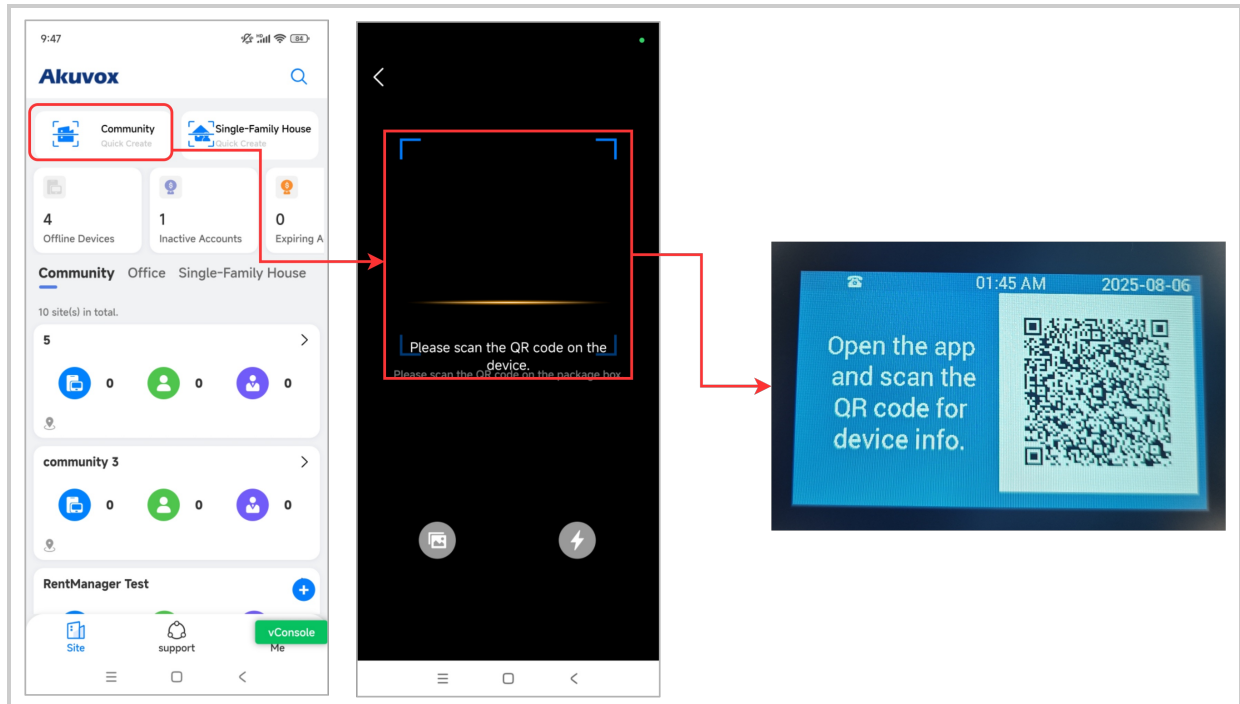 9:47
84
Akuvox
Community
Quick Create
Single-Family House
Quick Create
4
Offline Devices
1
Inactive Accounts
0
Expiring A
Community Office Single-Family House
10 site(s) in total.
5
0 0 0
community 3
0 0 0
RentManager Test
Site
support
vConsole
Me
Please scan the QR code on the
device.
Please scan the QR code on the package box
01:45 AM 2025-08-06
Open the app
and scan the
QR code for
device info.